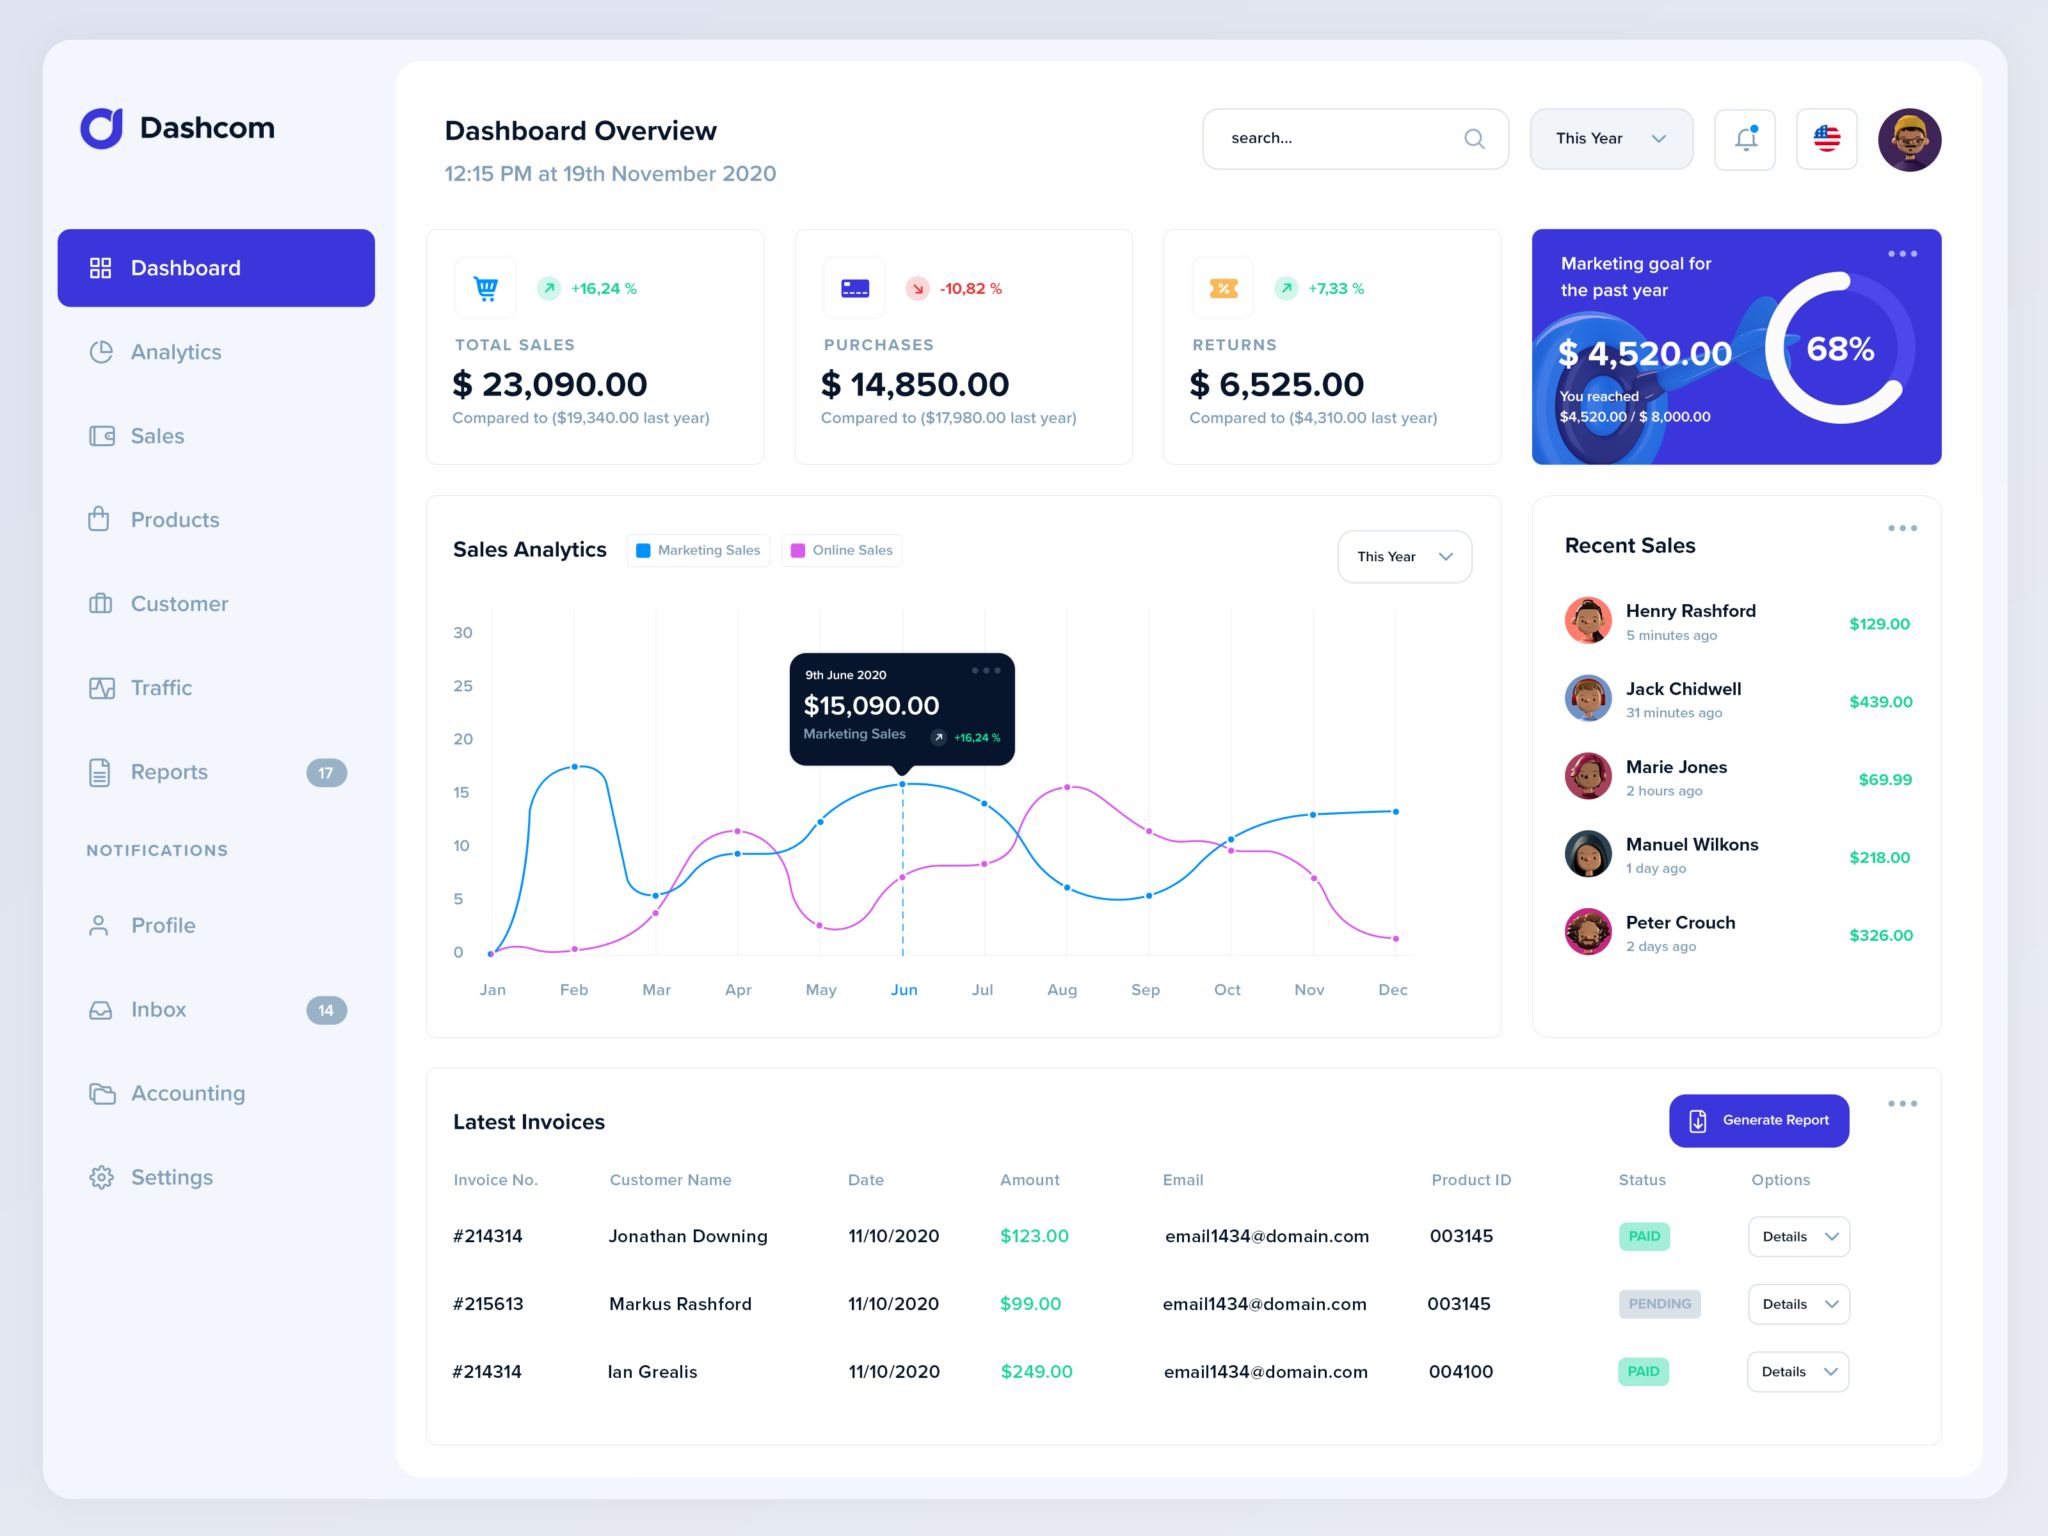 Dashcom
Dashboard
Analytics
Sales
Products
Customer
Traffic
Reports 17
NOTIFICATIONS
Profile
Inbox 14
Accounting
Settings
Dashboard Overview
12:15 PM at 19th November 2020
search...
This Year
+16,24 %
TOTAL SALES
$ 23,090.00
Compared to ($19,340.00 last year)
-10,82 %
PURCHASES
$ 14,850.00
Compared to ($17,980.00 last year)
+7,33 %
RETURNS
$ 6,525.00
Compared to ($4,310.00 last year)
Marketing goal for
the past year
$ 4,520.00
You reached
$4,520.00 / $ 8,000.00
68%
Sales Analytics
Marketing Sales
Online Sales
This Year
30
25
20
15
10
5
0
9th June 2020
$15,090.00
Marketing Sales
+16,24 %
Jan Feb Mar Apr May Jun Jul Aug Sep Oct Nov Dec
Recent Sales
Henry Rashford
5 minutes ago
$129.00
Jack Chidwell
31 minutes ago
$439.00
Marie Jones
2 hours ago
$69.99
Manuel Wilkons
1 day ago
$218.00
Peter Crouch
2 days ago
$326.00
Latest Invoices
Generate Report
Invoice No. Customer Name Date Amount Email Product ID Status Options
#214314 Jonathan Downing 11/10/2020 $123.00 email1434@domain.com 003145 PAID Details
#215613 Markus Rashford 11/10/2020 $99.00 email1434@domain.com 003145 PENDING Details
#214314 Ian Grealis 11/10/2020 $249.00 email1434@domain.com 004100 PAID Details